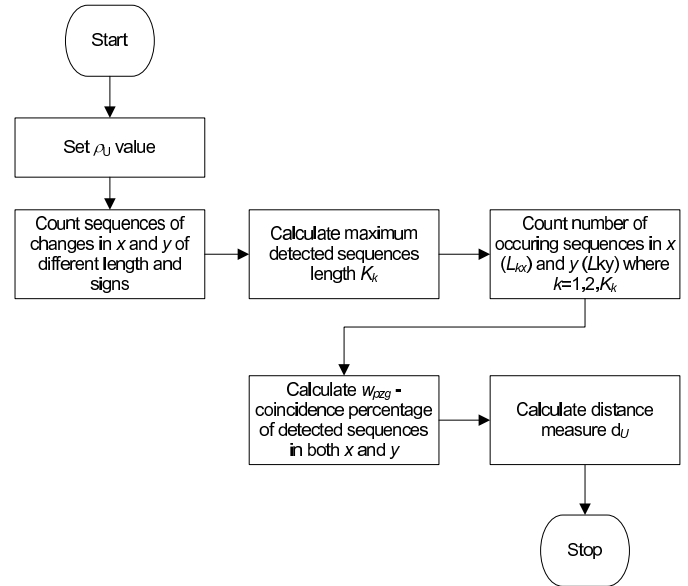 Start
Set ρU value
Count sequences of
changes in x and y of
different length and
signs
Calculate maximum
detected sequences
length Kk
Count number of
occuring sequences in x
(Lkx) and y (Lky) where
k=1,2,Kk
Calculate wpzg -
coincidence percentage
of detected sequences
in both x and y
Calculate distance
measure dU
Stop